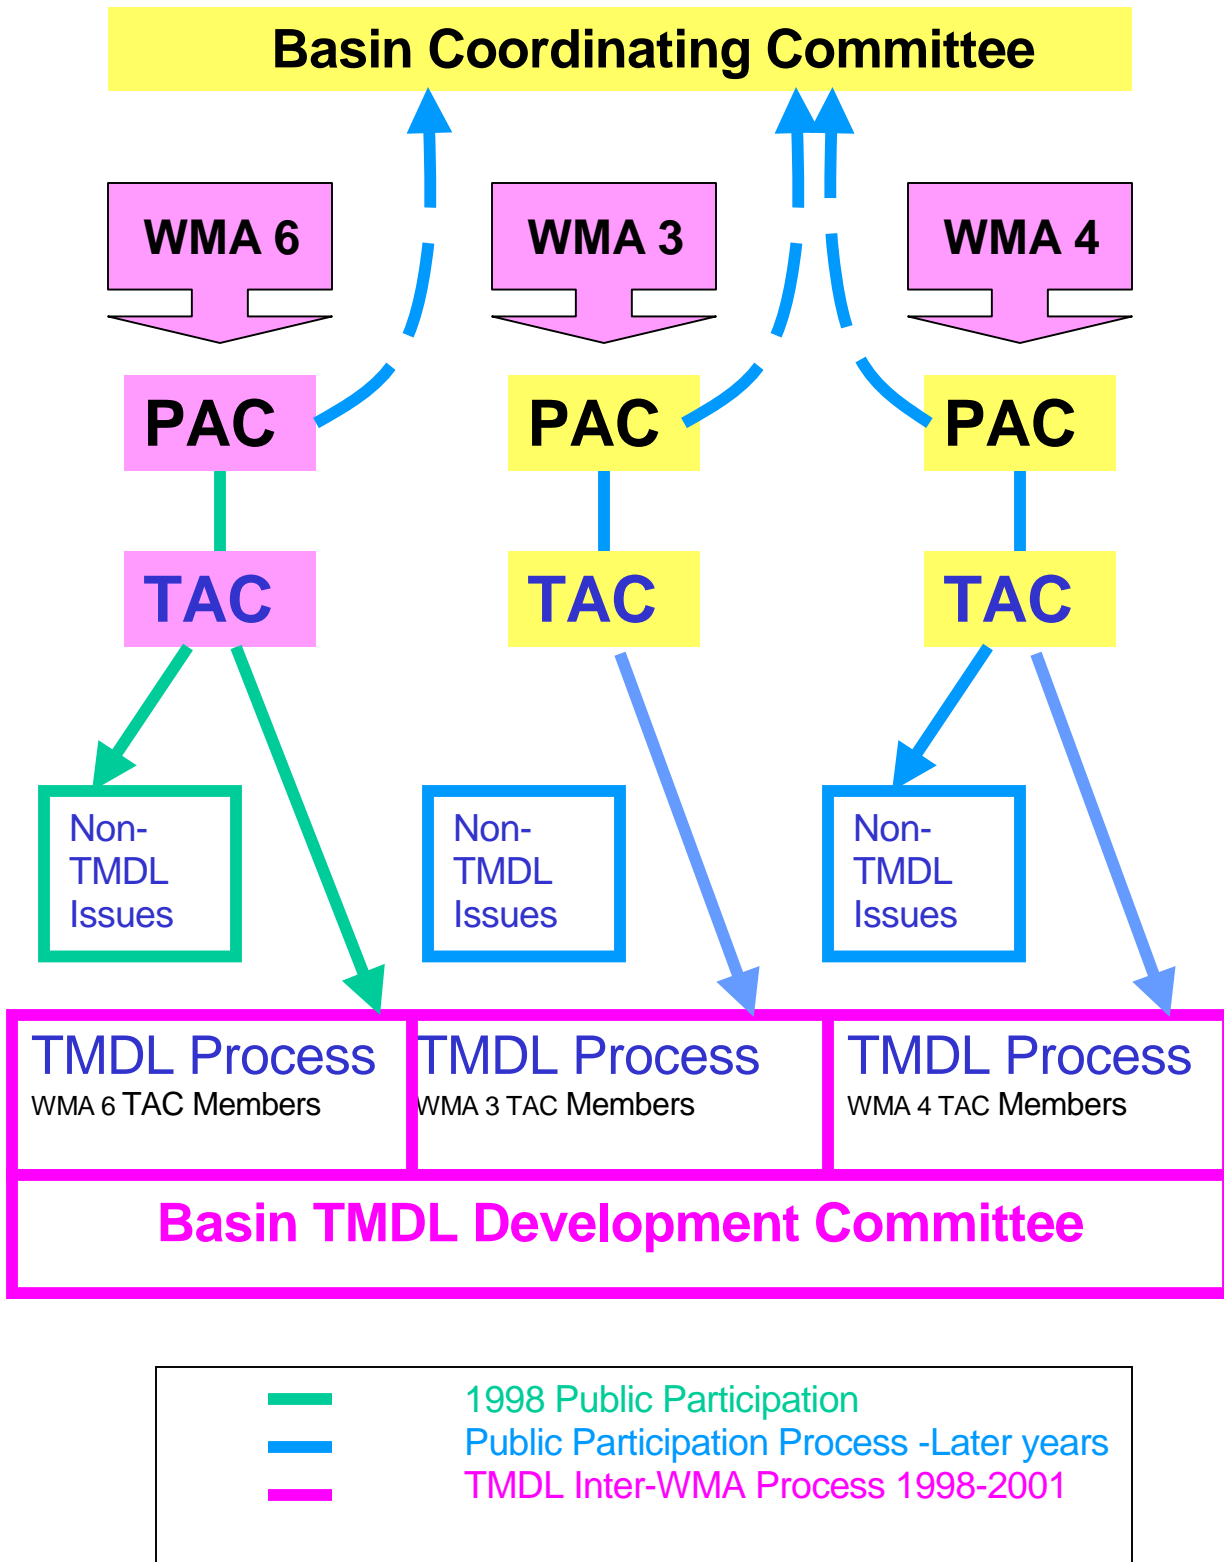 Basin Coordinating Committee
WMA 6
WMA 3
WMA 4
PAC
PAC
PAC
TAC
TAC
TAC
Non-
TMDL
Issues
Non-
TMDL
Issues
Non-
TMDL
Issues
TMDL Process
WMA 6 TAC Members
TMDL Process
WMA 3 TAC Members
TMDL Process
WMA 4 TAC Members
Basin TMDL Development Committee
1998 Public Participation
Public Participation Process -Later years
TMDL Inter-WMA Process 1998-2001